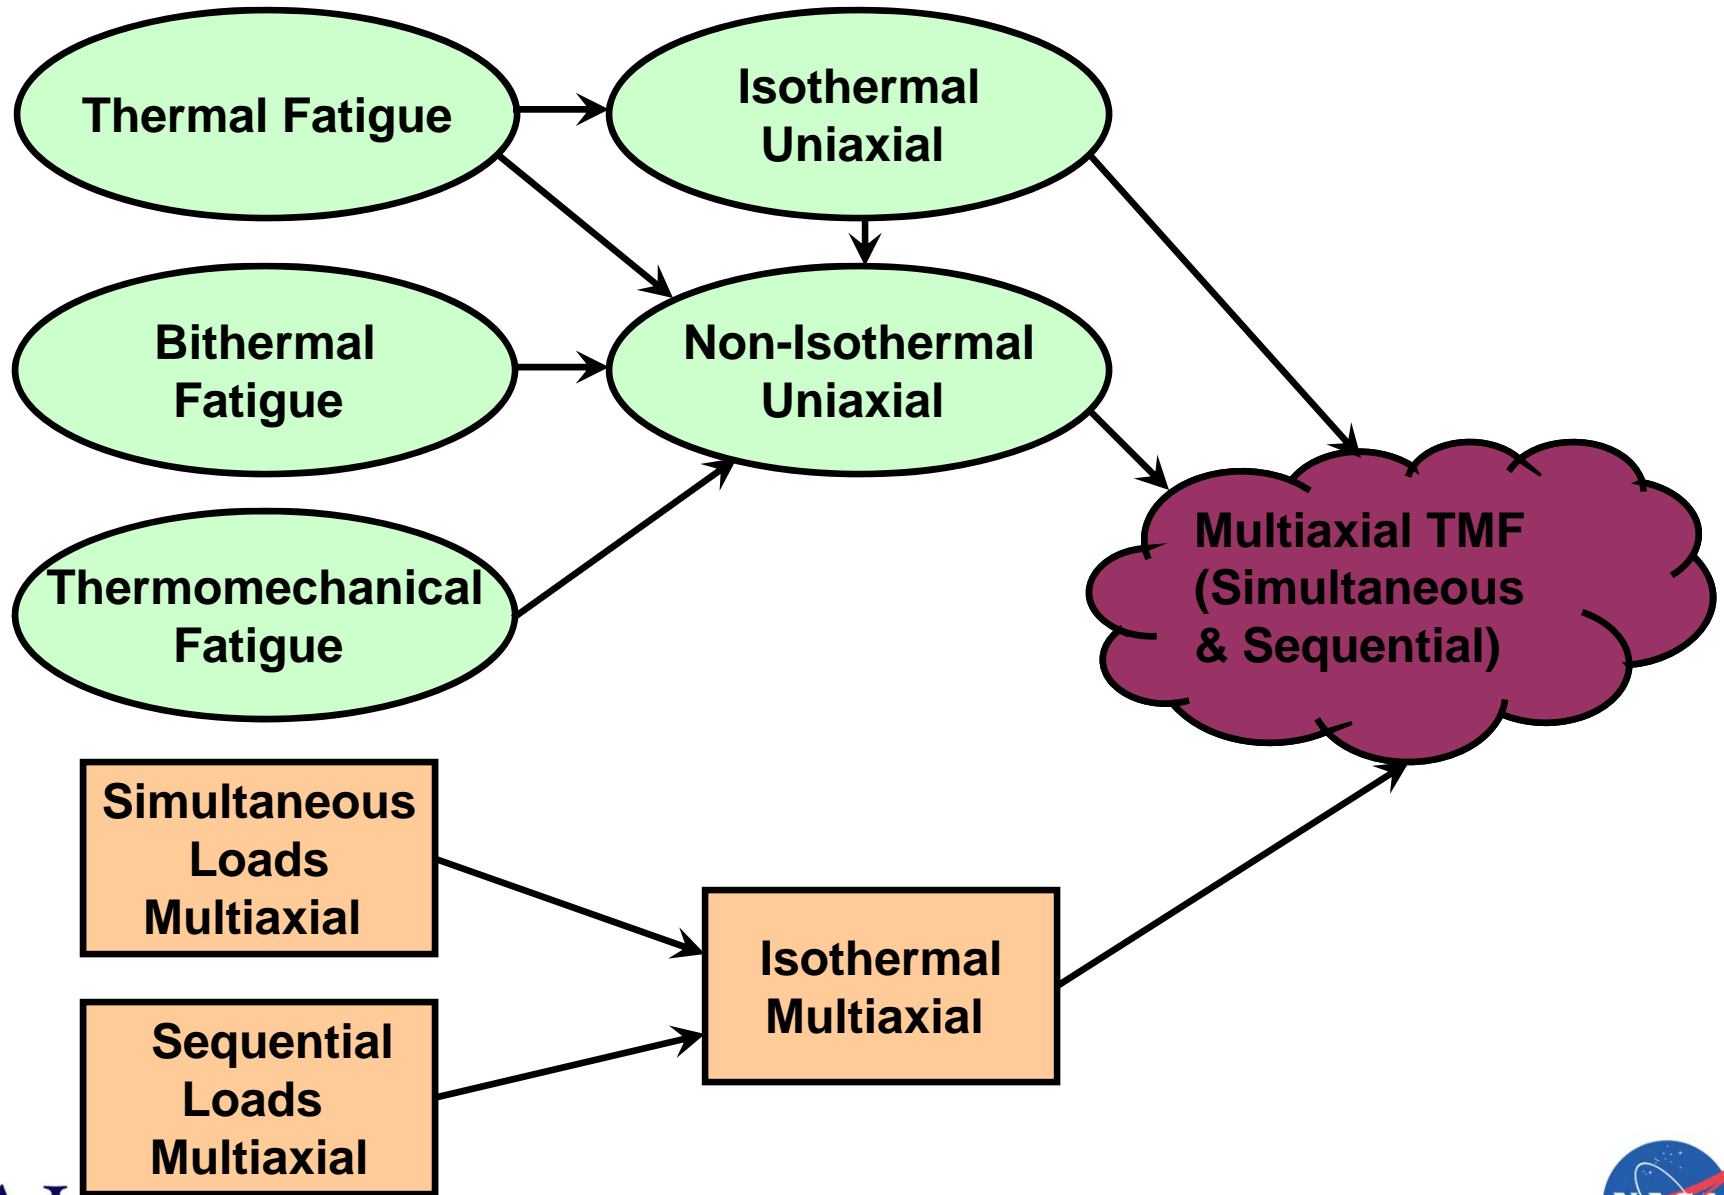 Thermal Fatigue
Isothermal
Uniaxial
Bithermal
Fatigue
Non-Isothermal
Uniaxial
Thermomechanical
Fatigue
Multiaxial TMF
(Simultaneous
& Sequential)
Simultaneous
Loads
Multiaxial
Isothermal
Multiaxial
Sequential
Loads
Multiaxial